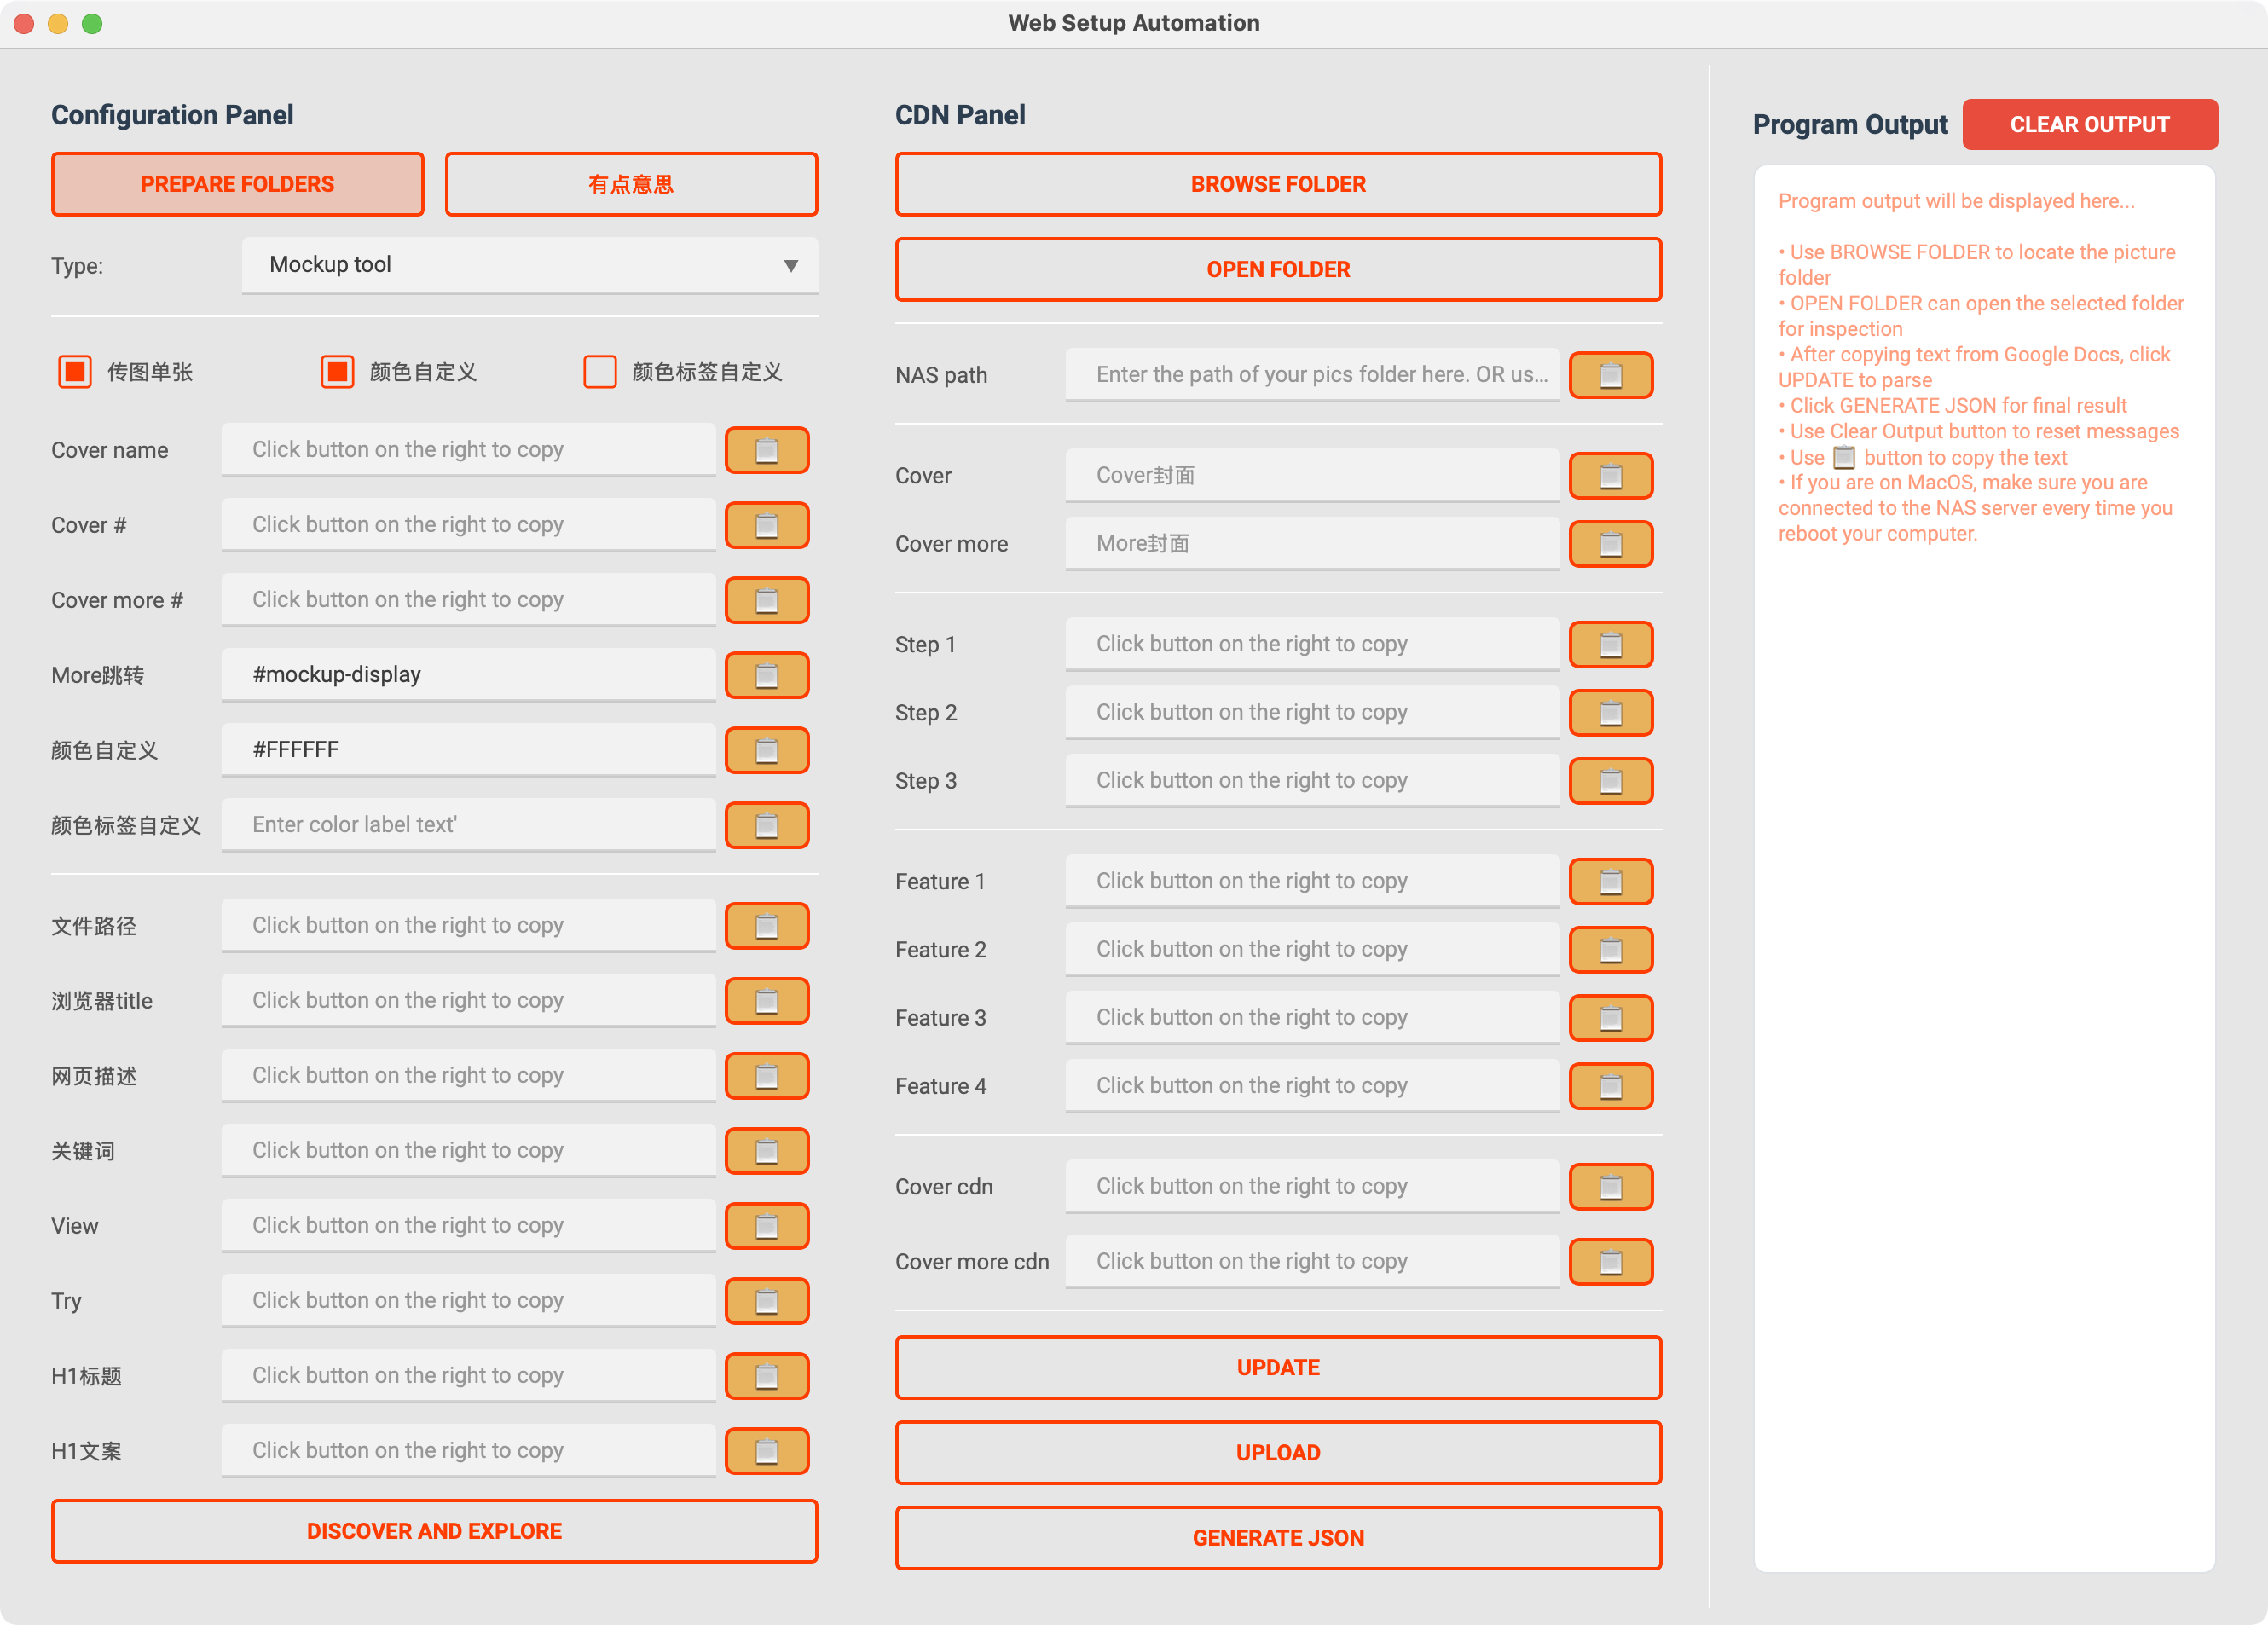 Web Setup Automation
Configuration Panel
PREPARE FOLDERS
有点意思
Type:
Mockup tool
传图单张
颜色自定义
颜色标签自定义
Cover name
Click button on the right to copy
Cover #
Click button on the right to copy
Cover more #
Click button on the right to copy
More跳转
#mockup-display
颜色自定义
#FFFFFF
颜色标签自定义
Enter color label text'
文件路径
Click button on the right to copy
浏览器title
Click button on the right to copy
网页描述
Click button on the right to copy
关键词
Click button on the right to copy
View
Click button on the right to copy
Try
Click button on the right to copy
H1标题
Click button on the right to copy
H1文案
Click button on the right to copy
DISCOVER AND EXPLORE
CDN Panel
BROWSE FOLDER
OPEN FOLDER
NAS path
Enter the path of your pics folder here. OR us...
Cover
Cover封面
Cover more
More封面
Step 1
Click button on the right to copy
Step 2
Click button on the right to copy
Step 3
Click button on the right to copy
Feature 1
Click button on the right to copy
Feature 2
Click button on the right to copy
Feature 3
Click button on the right to copy
Feature 4
Click button on the right to copy
Cover cdn
Click button on the right to copy
Cover more cdn
Click button on the right to copy
UPDATE
UPLOAD
GENERATE JSON
Program Output
CLEAR OUTPUT
Program output will be displayed here...
• Use BROWSE FOLDER to locate the picture
folder
• OPEN FOLDER can open the selected folder
for inspection
• After copying text from Google Docs, click
UPDATE to parse
• Click GENERATE JSON for final result
• Use Clear Output button to reset messages
• Use 📋 button to copy the text
• If you are on MacOS, make sure you are
connected to the NAS server every time you
reboot your computer.